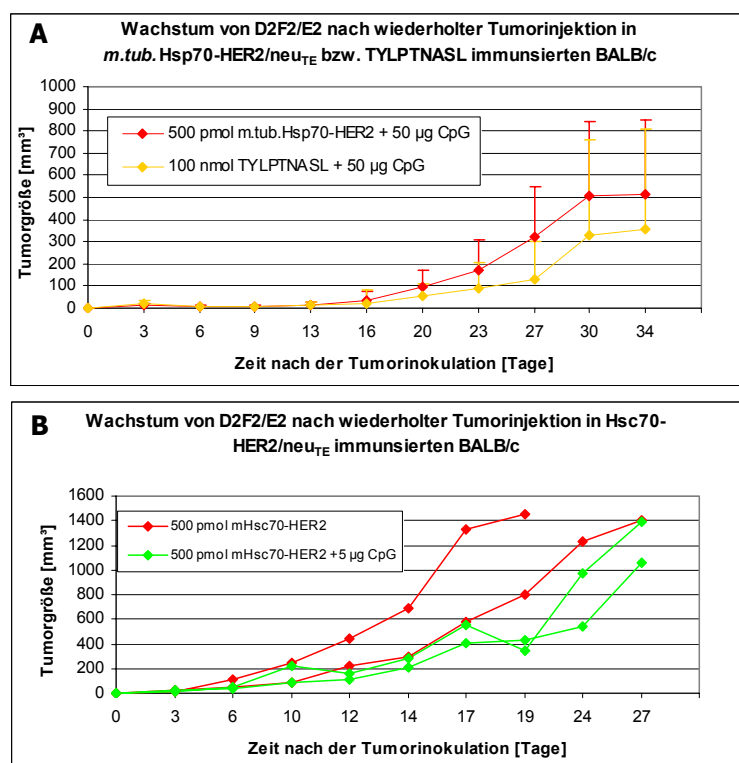 A
Wachstum von D2F2/E2 nach wiederholter Tumorinjektion in
m.tub. Hsp70-HER2/neuTE bzw. TYLPTNASL immunsierten BALB/c
Tumorgröße [mm³]
1000
900
800
700
600
500
400
300
200
100
0
500 pmol m.tub.Hsp70-HER2 + 50 µg CpG
100 nmol TYLPTNASL + 50 µg CpG
0 3 6 9 13 16 20 23 27 30 34
Zeit nach der Tumorinokulation [Tage]
B
Wachstum von D2F2/E2 nach wiederholter Tumorinjektion in Hsc70-
HER2/neuTE immunsierten BALB/c
Tumorgröße [mm³]
1600
1400
1200
1000
800
600
400
200
0
500 pmol mHsc70-HER2
500 pmol mHsc70-HER2 +5 µg CpG
0 3 6 10 12 14 17 19 24 27
Zeit nach der Tumorinokulation [Tage]